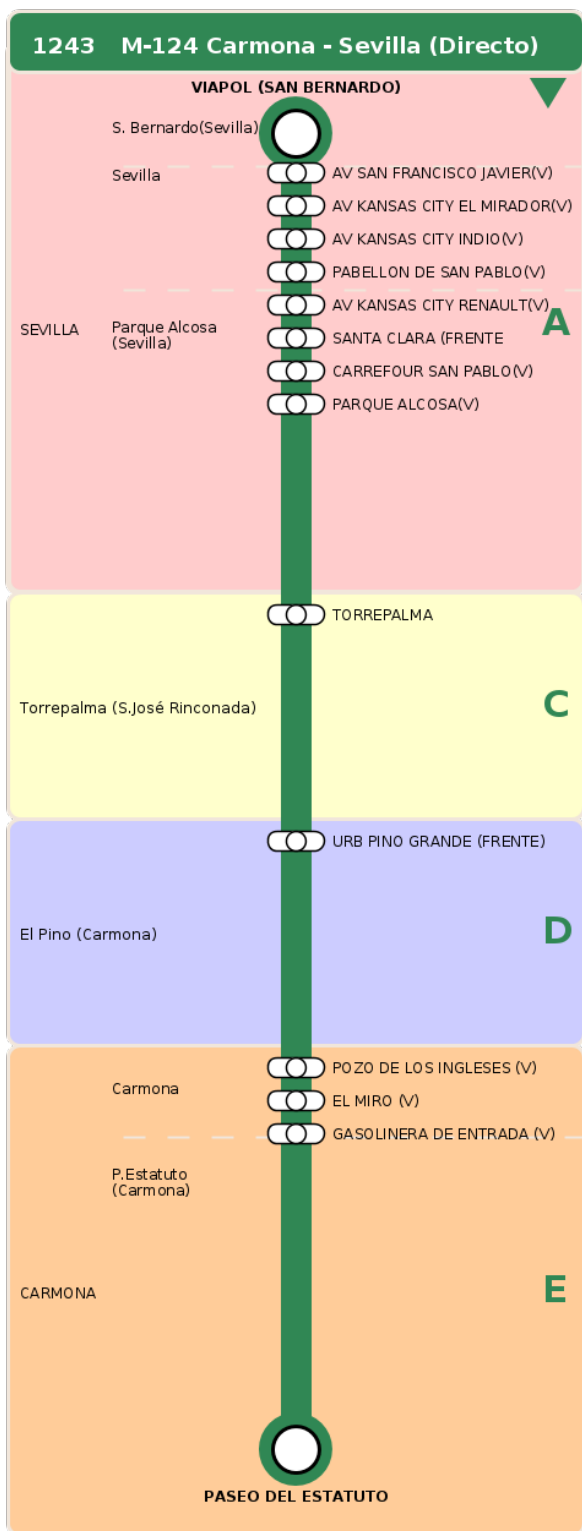 1243 M-124 Carmona - Sevilla (Directo)
VIAPOL (SAN BERNARDO)
S. Bernardo(Sevilla)
Sevilla
AV SAN FRANCISCO JAVIER(V)
AV KANSAS CITY EL MIRADOR(V)
AV KANSAS CITY INDIO(V)
PABELLON DE SAN PABLO(V)
AV KANSAS CITY RENAULT(V)
A
SEVILLA
Parque Alcosa
(Sevilla)
SANTA CLARA (FRENTE
CARREFOUR SAN PABLO(V)
PARQUE ALCOSA(V)
TORREPALMA
Torrepalma (S.José Rinconada)
C
URB PINO GRANDE (FRENTE)
El Pino (Carmona)
D
POZO DE LOS INGLESES (V)
Carmona
EL MIRO (V)
GASOLINERA DE ENTRADA (V)
P.Estatuto
(Carmona)
CARMONA
E
PASEO DEL ESTATUTO